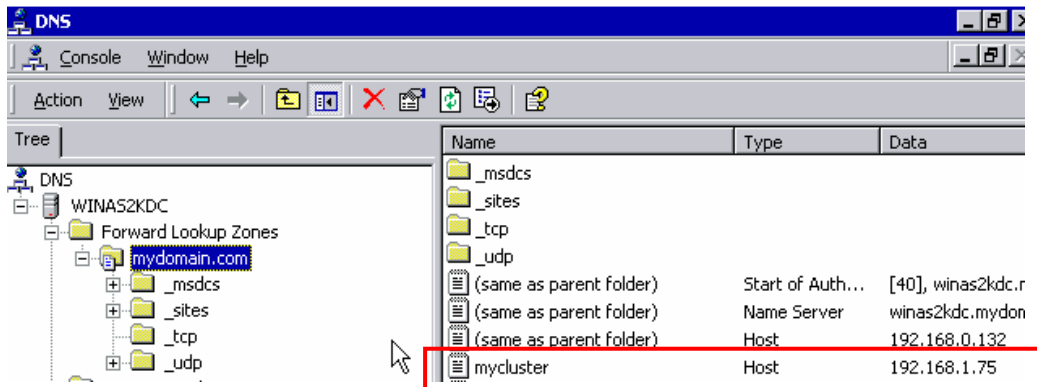 DNS
Console Window Help
Action View
Tree
DNS
WINAS2KDC
Forward Lookup Zones
mydomain.com
_msdcs
_sites
_tcp
_udp
Name Type Data
_msdcs
_sites
_tcp
_udp
(same as parent folder) Start of Auth... [40], winas2kdc.r
(same as parent folder) Name Server winas2kdc.mydon
(same as parent folder) Host 192.168.0.132
mycluster Host 192.168.1.75